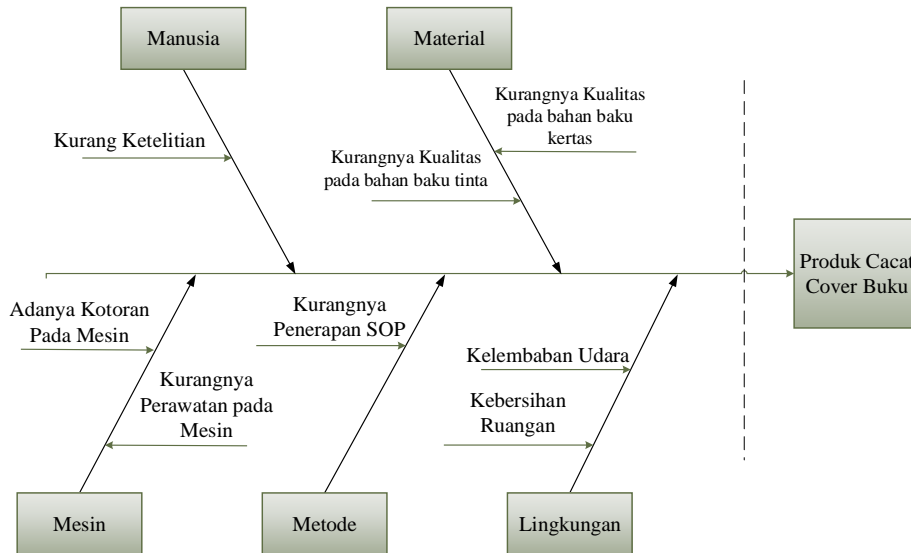 Manusia
Material
Kurang Ketelitian
Kurangnya Kualitas
pada bahan baku
kertas
Kurangnya Kualitas
pada bahan baku tinta
Produk Cacat
Cover Buku
Adanya Kotoran
Pada Mesin
Kurangnya
Perawatan pada
Mesin
Kurangnya
Penerapan SOP
Kelembaban Udara
Kebersihan
Ruangan
Mesin
Metode
Lingkungan